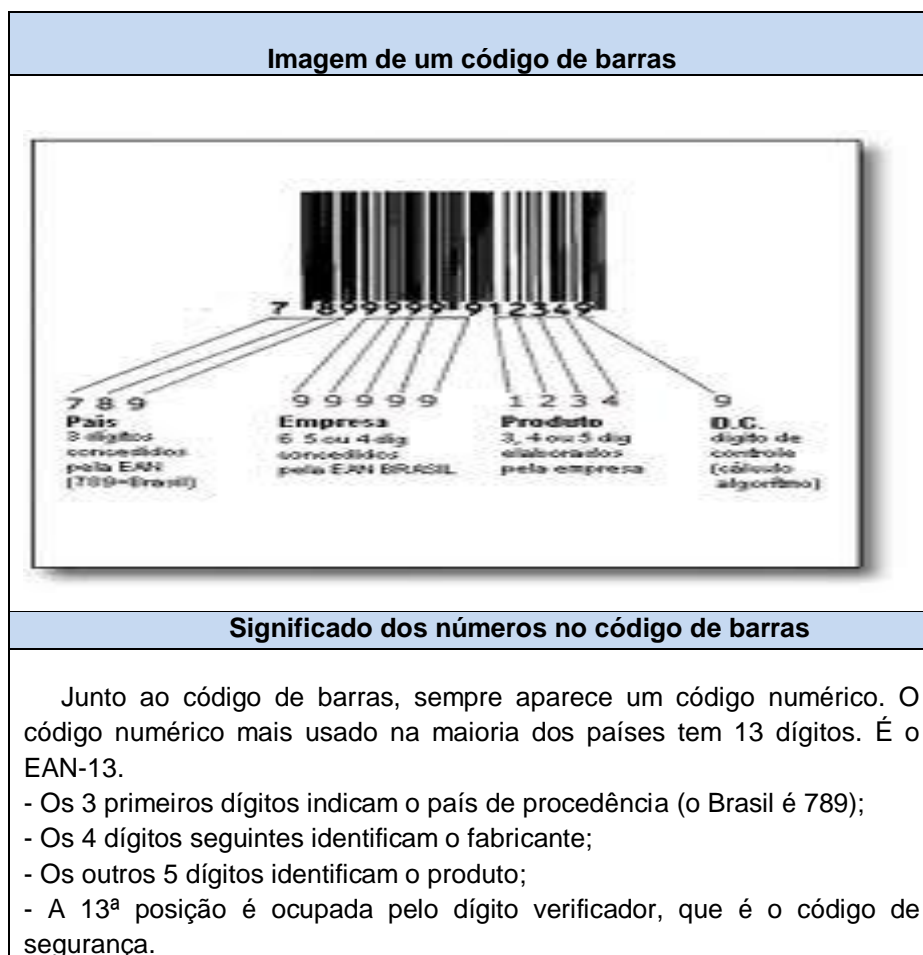 Imagem de um código de barras
7 899999 912349
7 8 9 9 9 9 9 9 1 2 3 4 9
País Empresa Produto D.C.
3 dígitos 6 5 ou 4 dig 3, 4 ou 5 dig dígito de
concedidos concedidos elaborados controle
pela EAN pela EAN BRASIL pela empresa (cálculo
(789=Brasil) algorítmo)
Significado dos números no código de barras
Junto ao código de barras, sempre aparece um código numérico. O
código numérico mais usado na maioria dos países tem 13 dígitos. É o
EAN-13.
- Os 3 primeiros dígitos indicam o país de procedência (o Brasil é 789);
- Os 4 dígitos seguintes identificam o fabricante;
- Os outros 5 dígitos identificam o produto;
- A 13ª posição é ocupada pelo dígito verificador, que é o código de
segurança.